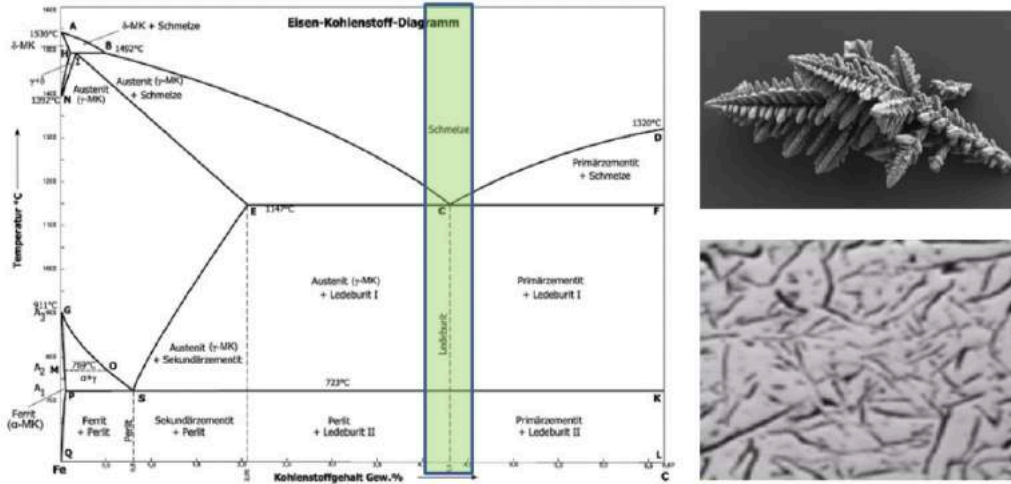 Eisen-Kohlenstoff-Diagramm
A
δ-MK + Schmelze
1536°C
δ-MK
B
1492°C
H
I
γ+δ
Austenit
(γ-MK)
Austenit (γ-MK)
+ Schmelze
N
1392°C
Schmelze
1320°C
D
Primärzementit
+ Schmelze
Temperatur °C
E
1147°C
C
F
Austenit (γ-MK)
+ Ledeburit I
Primärzementit
+ Ledeburit I
911°C
G
Austenit (γ-MK)
+ Sekundärzementit
Ledeburit
769°C
M
O
α+γ
P
S
723°C
K
Ferrit
(α-MK)
Ferrit
+ Perlit
Perlit
Sekundärzementit
+ Perlit
Perlit
+ Ledeburit II
Primärzementit
+ Ledeburit II
Q
L
Fe
Kohlenstoffgehalt Gew.%
C